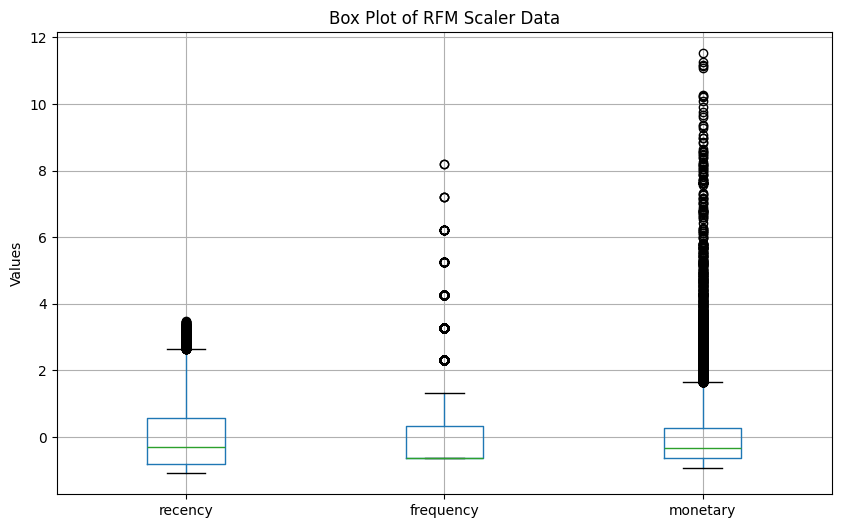 Box Plot of RFM Scaler Data
12
10
8
6
4
2
0
Values
recency frequency monetary